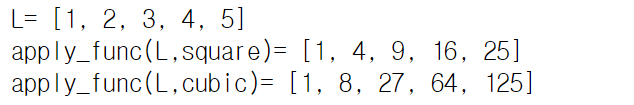 L= [1, 2, 3, 4, 5]
apply_func(L,square)= [1, 4, 9, 16, 25]
apply_func(L,cubic)= [1, 8, 27, 64, 125]